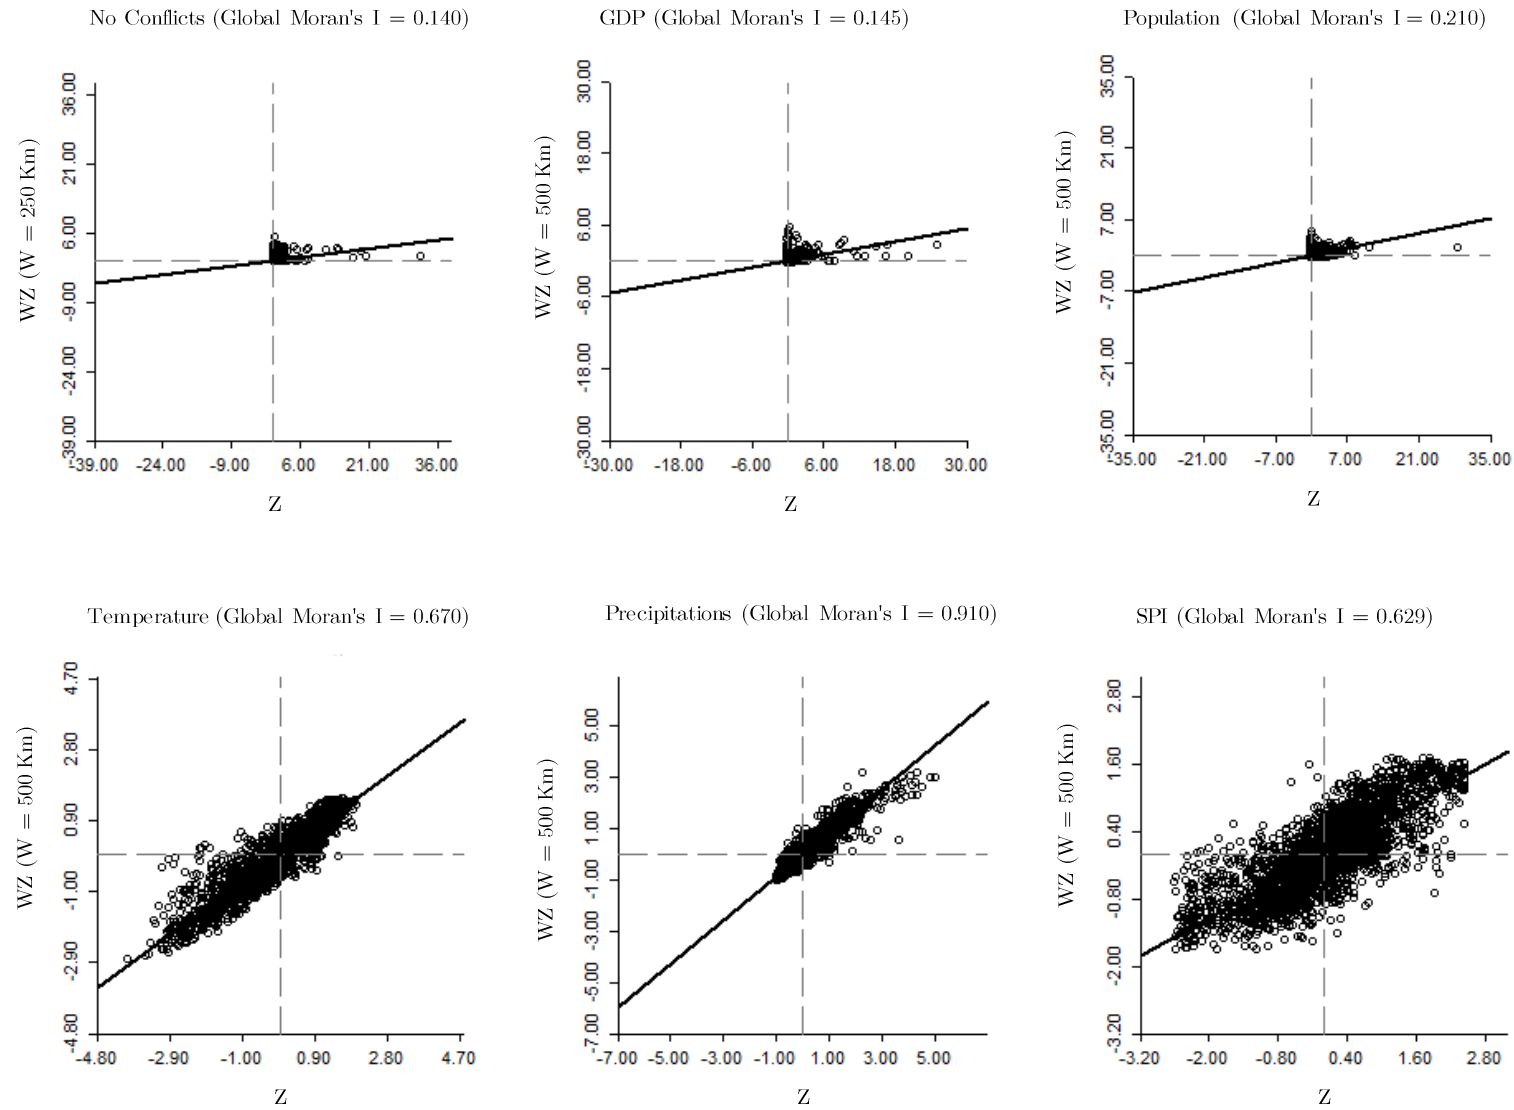 No Conflicts (Global Moran's I = 0.140)
WZ (W = 250 Km)
36.00
21.00
6.00
-9.00
-24.00
-39.00
-39.00 -24.00 -9.00 6.00 21.00 36.00
Z
GDP (Global Moran's I = 0.145)
WZ (W = 500 Km)
30.00
18.00
6.00
-6.00
-18.00
-30.00
-30.00 -18.00 -6.00 6.00 18.00 30.00
Z
Population (Global Moran's I = 0.210)
WZ (W = 500 Km)
35.00
21.00
7.00
-7.00
-21.00
-35.00
-35.00 -21.00 -7.00 7.00 21.00 35.00
Z
Temperature (Global Moran's I = 0.670)
WZ (W = 500 Km)
4.70
2.80
0.90
-1.00
-2.90
-4.80
-4.80 -2.90 -1.00 0.90 2.80 4.70
Z
Precipitations (Global Moran's I = 0.910)
WZ (W = 500 Km)
5.00
3.00
1.00
-1.00
-3.00
-5.00
-7.00
-7.00 -5.00 -3.00 -1.00 1.00 3.00 5.00
Z
SPI (Global Moran's I = 0.629)
WZ (W = 500 Km)
2.80
1.60
0.40
-0.80
-2.00
-3.20
-3.20 -2.00 -0.80 0.40 1.60 2.80
Z